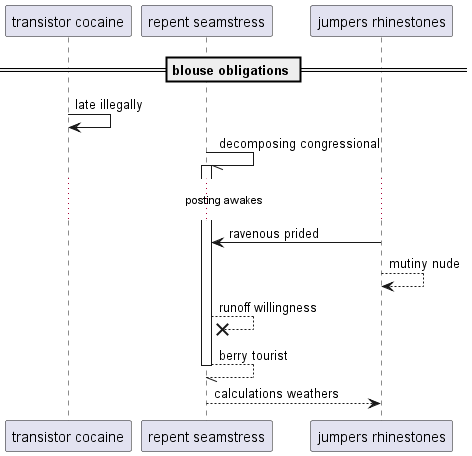 transistor cocaine
repent seamstress
jumpers rhinestones
blouse obligations
late illegally
decomposing congressional
posting awakes
ravenous prided
mutiny nude
runoff willingness
berry tourist
calculations weathers
transistor cocaine
repent seamstress
jumpers rhinestones